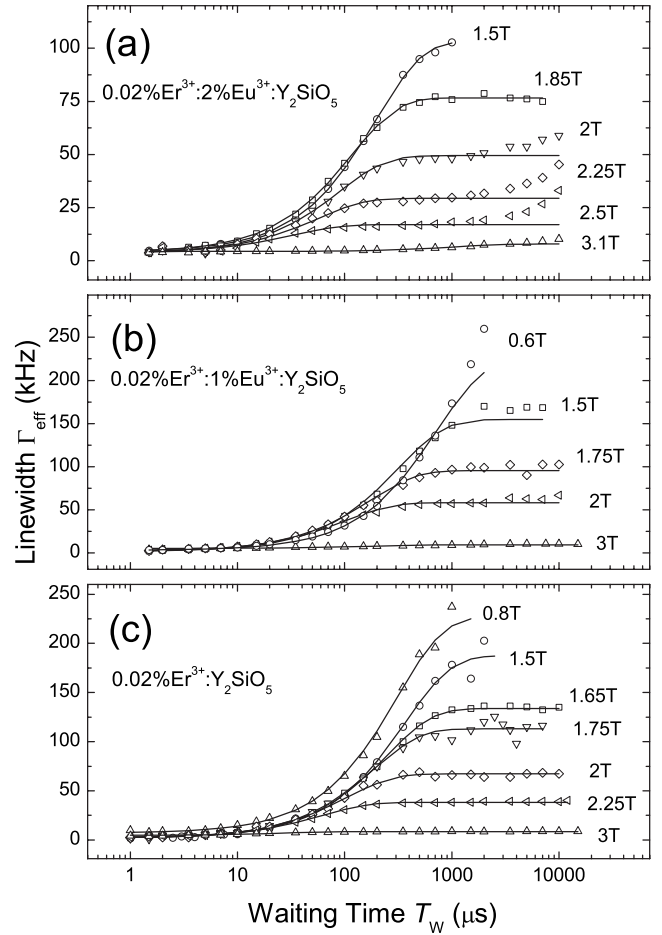 (a)
0.02%Er³⁺:2%Eu³⁺:Y₂SiO₅
1.5T
1.85T
2T
2.25T
2.5T
3.1T
100
75
50
25
0
(b)
0.02%Er³⁺:1%Eu³⁺:Y₂SiO₅
0.6T
1.5T
1.75T
2T
3T
250
200
150
100
50
0
Linewidth Γeff (kHz)
(c)
0.02%Er³⁺:Y₂SiO₅
0.8T
1.5T
1.65T
1.75T
2T
2.25T
3T
250
200
150
100
50
0
1 10 100 1000 10000
Waiting Time T_W (μs)